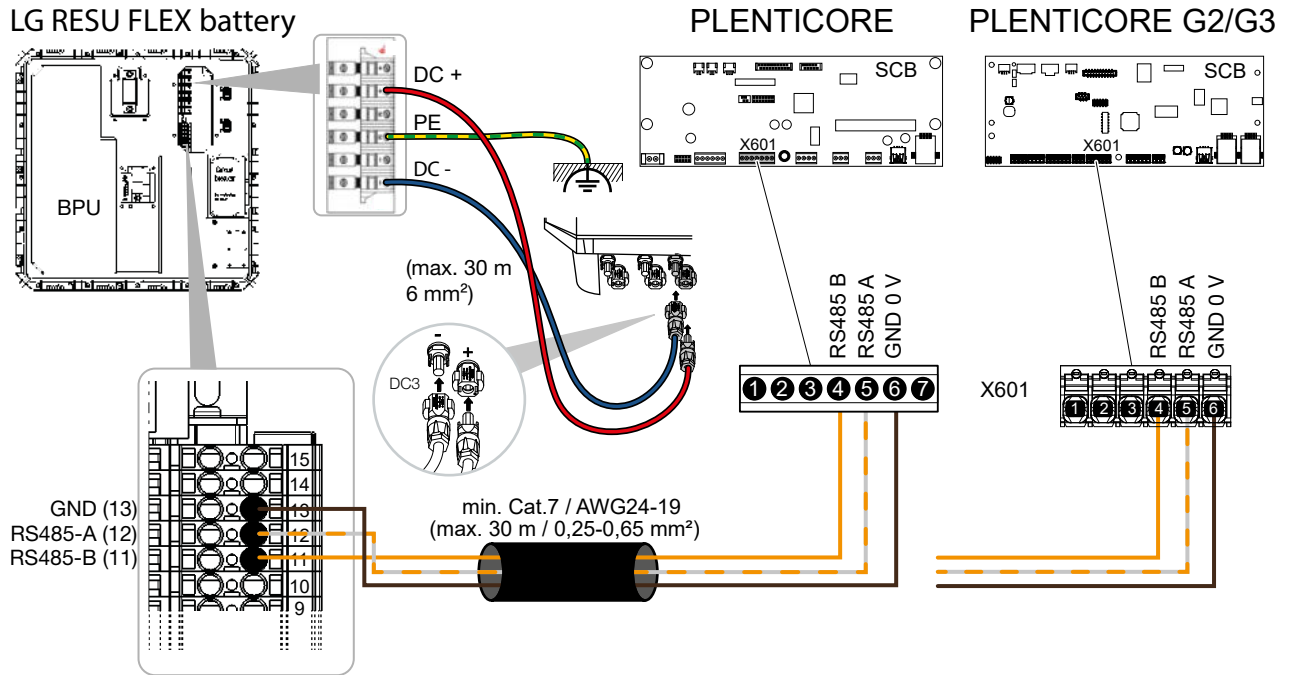 LG RESU FLEX battery
PLENTICORE
PLENTICORE G2/G3
DC +
PE
DC -
BPU
SCB
X601
SCB
X601
(max. 30 m
6 mm²)
- +
DC3
RS485 B
RS485 A
GND 0 V
RS485 B
RS485 A
GND 0 V
1 2 3 4 5 6 7
X601
1 2 3 4 5 6
15
14
GND (13) 13
RS485-A (12) 12
RS485-B (11) 11
10
9
min. Cat.7 / AWG24-19
(max. 30 m / 0,25-0,65 mm²)